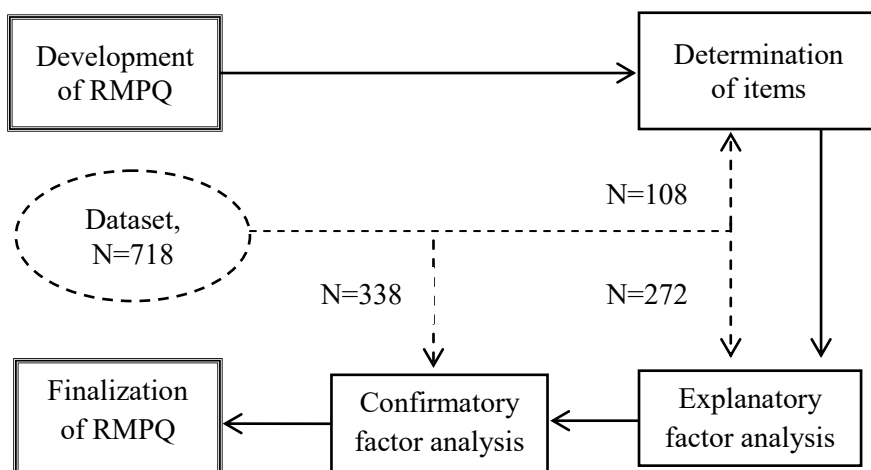 Development
of RMPQ
Determination
of items
N=108
Dataset,
N=718
N=338
N=272
Finalization
of RMPQ
Confirmatory
factor analysis
Explanatory
factor analysis